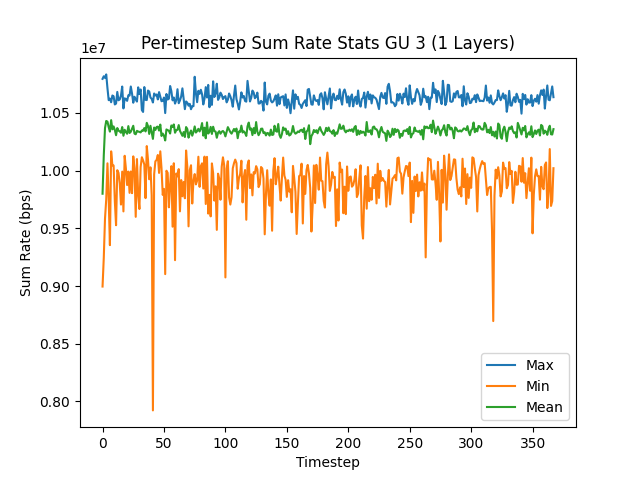 Per-timestep Sum Rate Stats GU 3 (1 Layers)
1e7
1.05
1.00
0.95
0.90
0.85
0.80
Sum Rate (bps)
0
50
100
150
200
250
300
350
Timestep
Max
Min
Mean